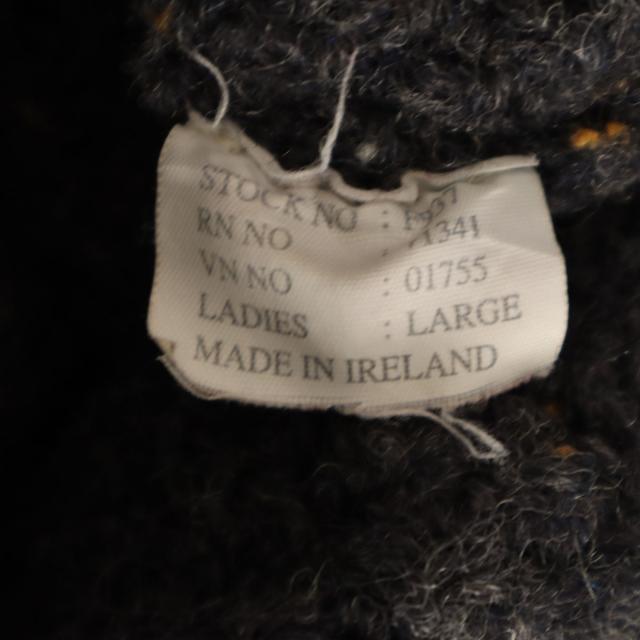 STOCK NO :
RN NO :
VN NO : 01755
LADIES : LARGE
MADE IN IRELAND